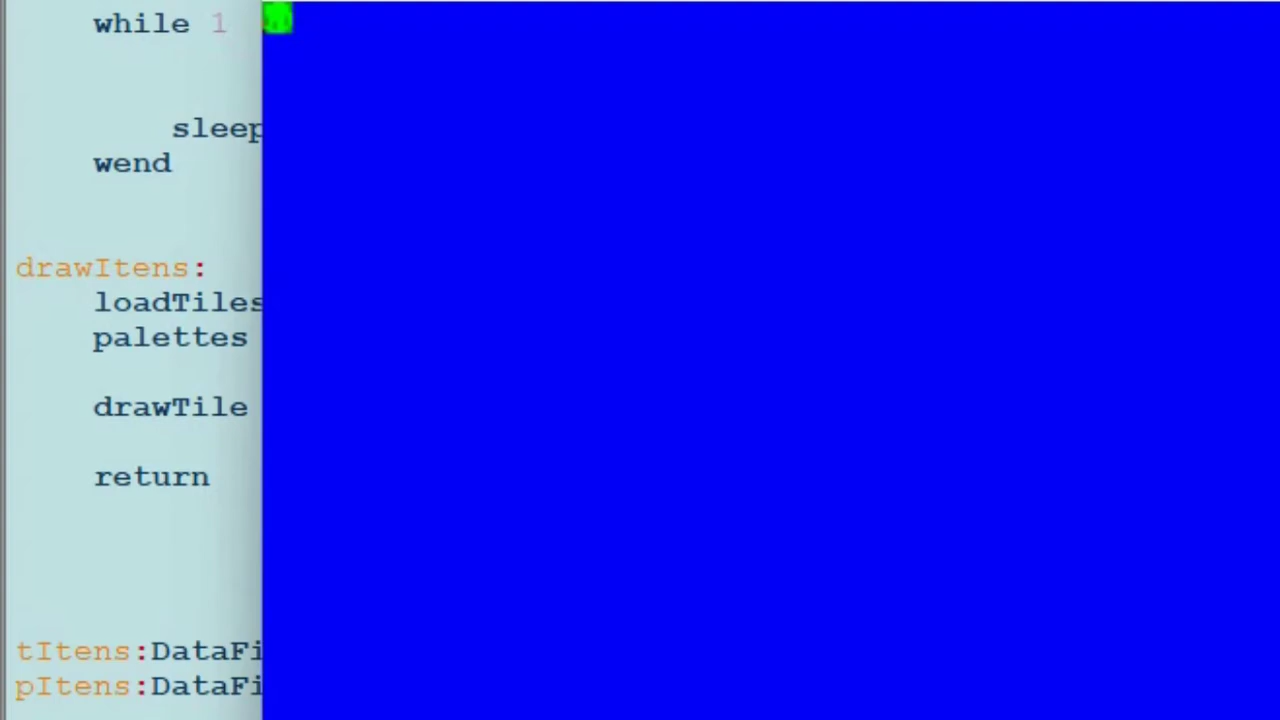 while 1
sleep
wend
drawItens:
loadTiles
palettes
drawTile
return
tItens:DataFi
pItens:DataFi